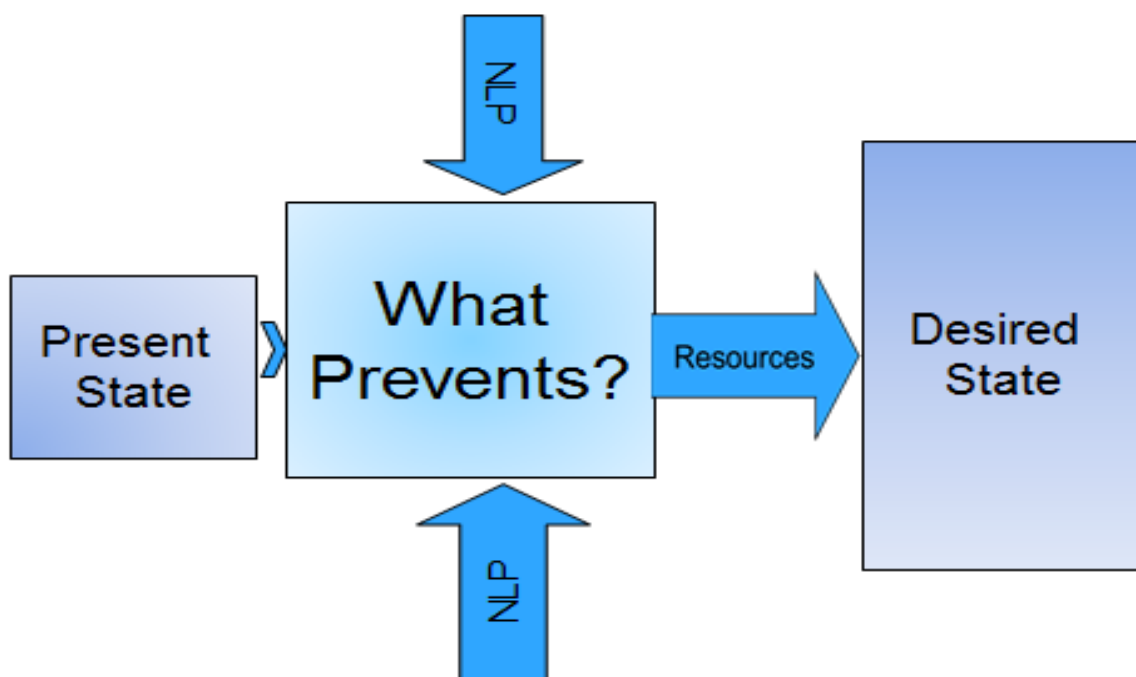 NLP
What
Prevents?
Present
State
Resources
Desired
State
NLP